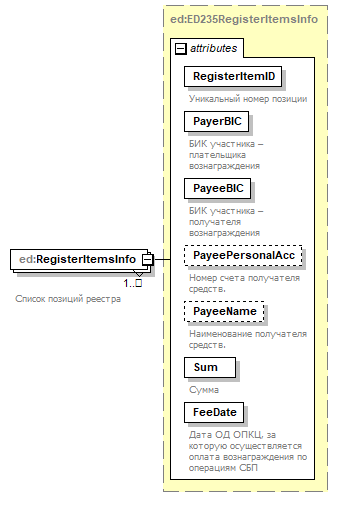 ed:ED235RegisterItemsInfo
attributes
RegisterItemID
Уникальный номер позиции
PayerBIC
БИК участника –
плательщика
вознаграждения
PayeeBIC
БИК участника –
получателя
вознаграждения
ed:RegisterItemsInfo
1..
Список позиций реестра
PayeePersonalAcc
Номер счета получателя
средств.
PayeeName
Наименование получателя
средств.
Sum
Сумма
FeeDate
Дата ОД ОПКЦ, за
которую осуществляется
оплата вознаграждения по
операциям СБП